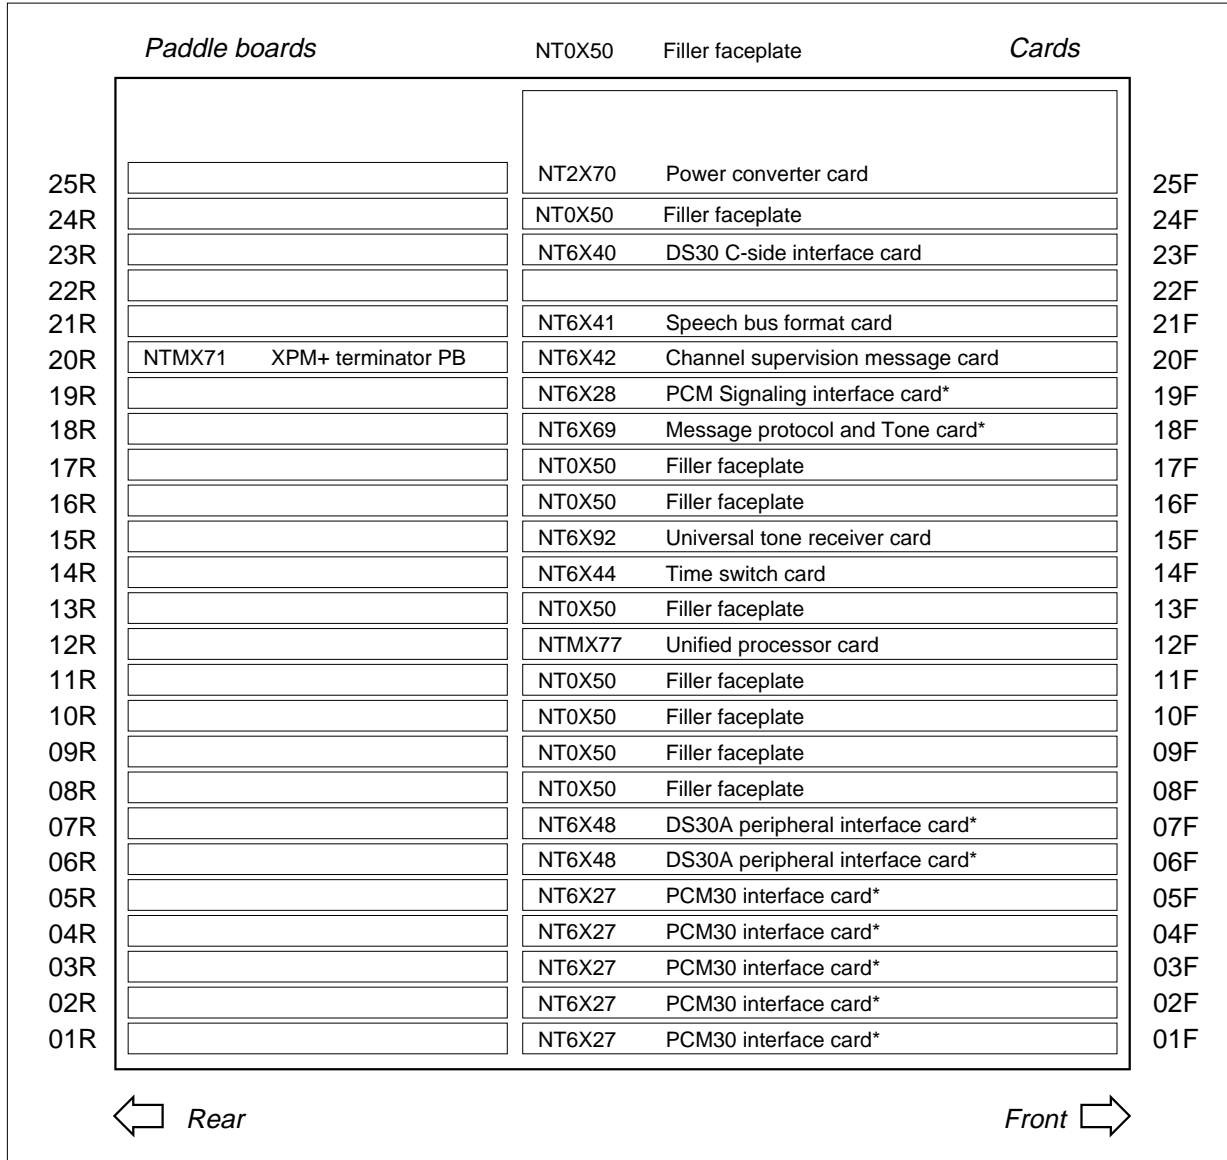 Paddle boards NT0X50 Filler faceplate Cards
25R NT2X70 Power converter card 25F
24R NT0X50 Filler faceplate 24F
23R NT6X40 DS30 C-side interface card 23F
22R 22F
21R NT6X41 Speech bus format card 21F
20R NTMX71 XPM+ terminator PB NT6X42 Channel supervision message card 20F
19R NT6X28 PCM Signaling interface card* 19F
18R NT6X69 Message protocol and Tone card* 18F
17R NT0X50 Filler faceplate 17F
16R NT0X50 Filler faceplate 16F
15R NT6X92 Universal tone receiver card 15F
14R NT6X44 Time switch card 14F
13R NT0X50 Filler faceplate 13F
12R NTMX77 Unified processor card 12F
11R NT0X50 Filler faceplate 11F
10R NT0X50 Filler faceplate 10F
09R NT0X50 Filler faceplate 09F
08R NT0X50 Filler faceplate 08F
07R NT6X48 DS30A peripheral interface card* 07F
06R NT6X48 DS30A peripheral interface card* 06F
05R NT6X27 PCM30 interface card* 05F
04R NT6X27 PCM30 interface card* 04F
03R NT6X27 PCM30 interface card* 03F
02R NT6X27 PCM30 interface card* 02F
01R NT6X27 PCM30 interface card* 01F
Rear Front